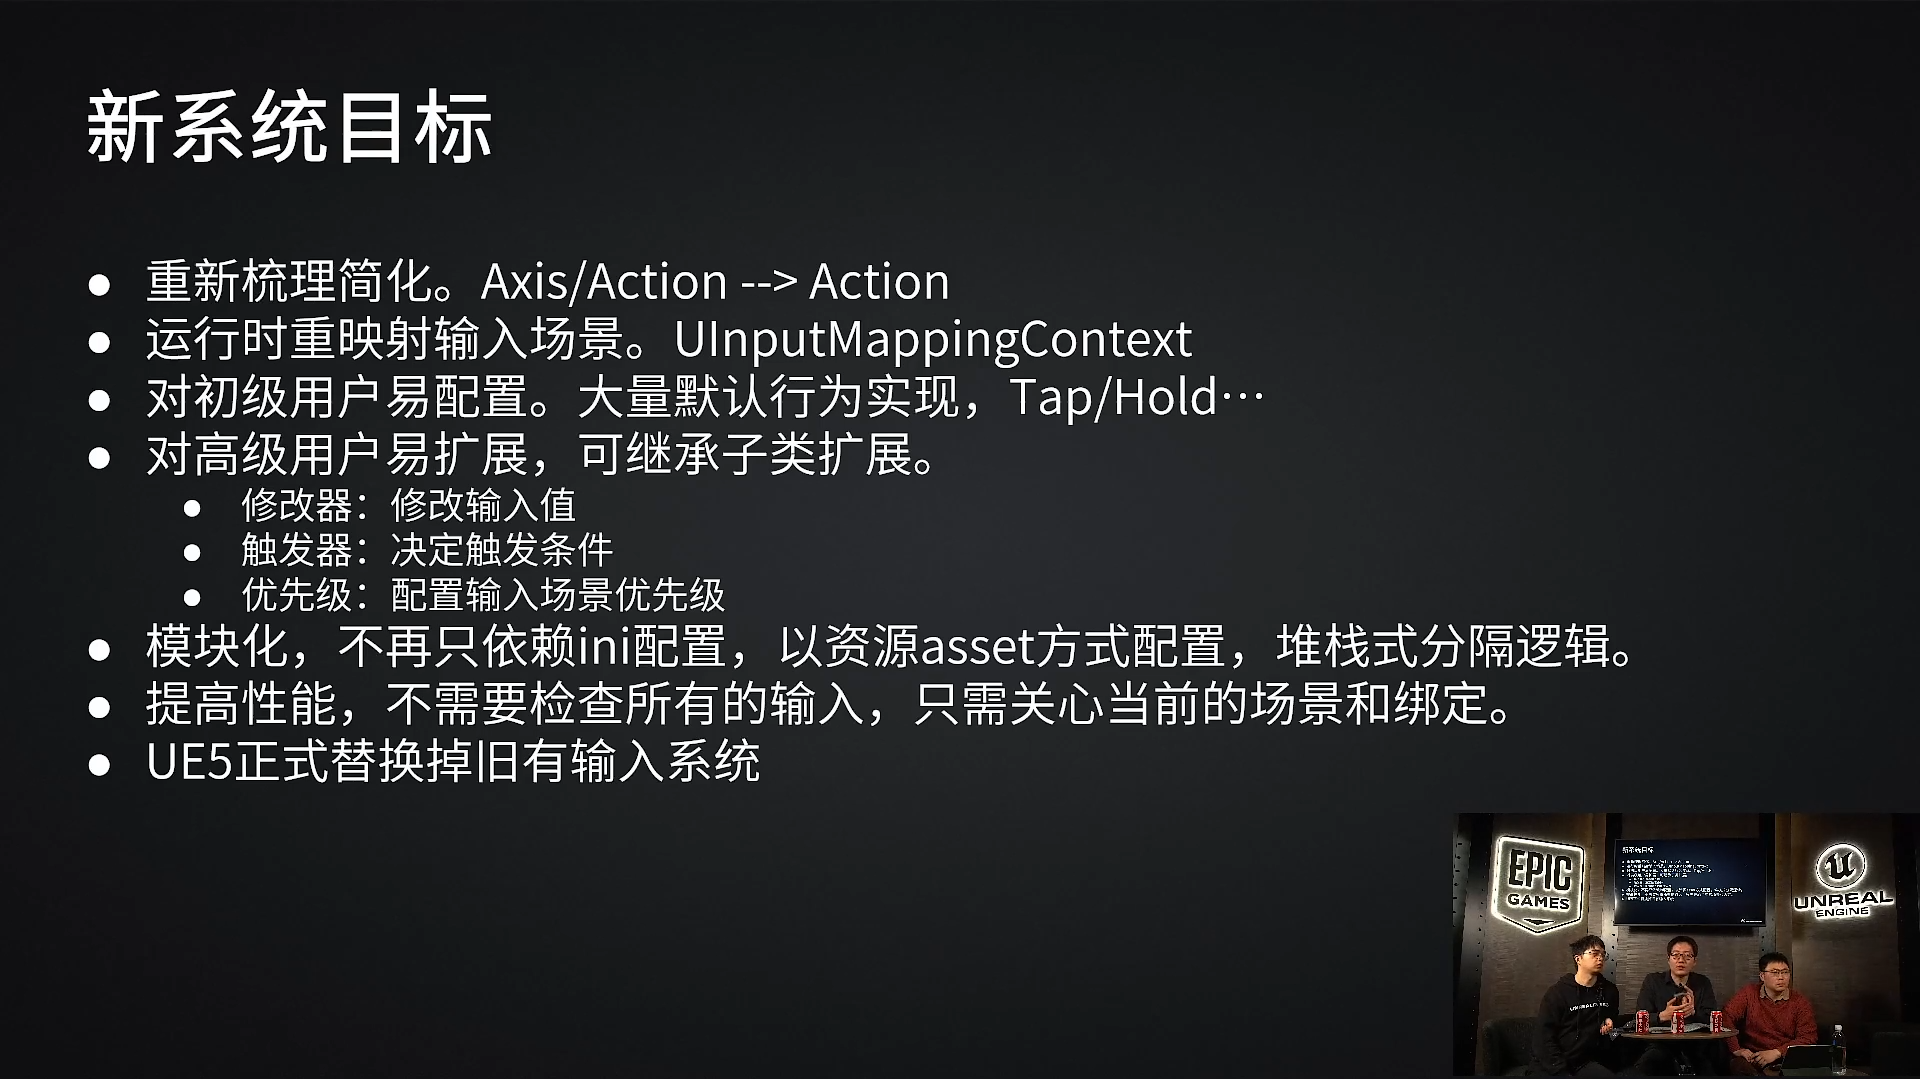 新系统目标
● 重新梳理简化。Axis/Action --> Action
● 运行时重映射输入场景。UInputMappingContext
● 对初级用户易配置。大量默认行为实现，Tap/Hold…
● 对高级用户易扩展，可继承子类扩展。
● 修改器：修改输入值
● 触发器：决定触发条件
● 优先级：配置输入场景优先级
● 模块化，不再只依赖ini配置，以资源asset方式配置，堆栈式分隔逻辑。
● 提高性能，不需要检查所有的输入，只需关心当前的场景和绑定。
● UE5正式替换掉旧有输入系统
EPIC
GAMES
新系统目标
UNREAL
ENGINE